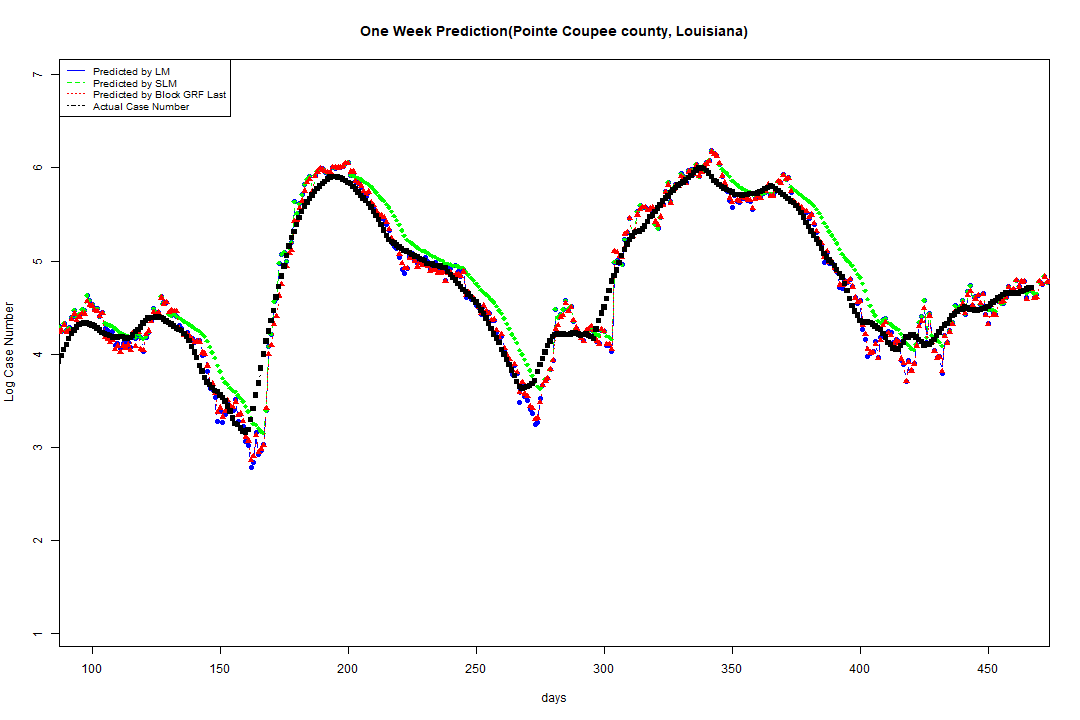 One Week Prediction(Pointe Coupee county, Louisiana)
Predicted by LM
Predicted by SLM
Predicted by Block GRF Last
Actual Case Number
7
6
5
4
3
2
1
Log Case Number
100 150 200 250 300 350 400 450
days